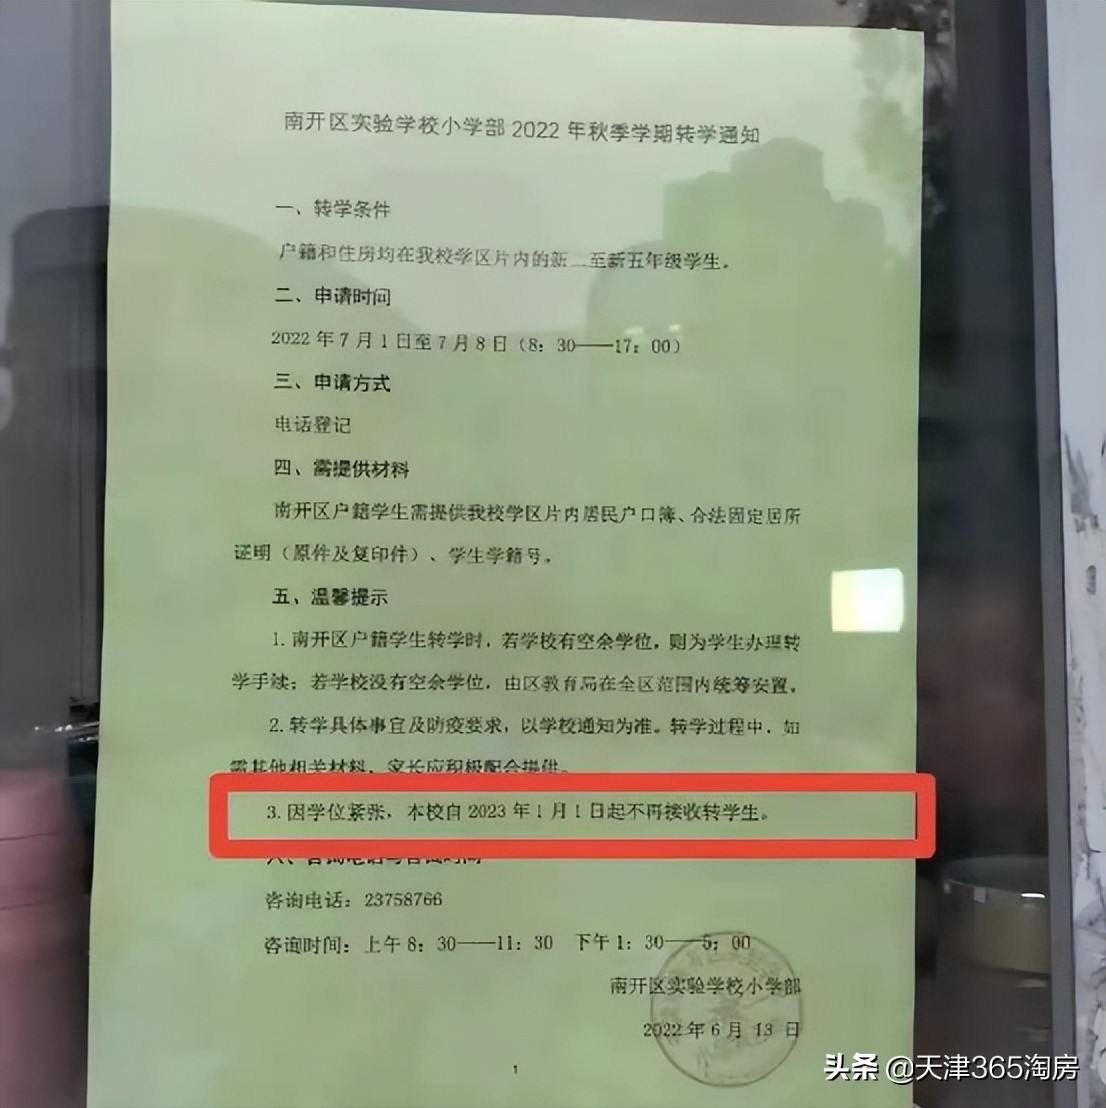 南开区实验学校小学部 2022 年秋季学期转学通知
一、转学条件
户籍和住房均在我校学区片内的新二至新五年级学生。
二、申请时间
2022 年 7 月 1 日至 7 月 8 日（8：30——17：00）
三、申请方式
电话登记
四、需提供材料
南开区户籍学生需提供我校学区片内居民户口簿、合法固定居所
证明（原件及复印件）、学生学籍号。
五、温馨提示
1. 南开区户籍学生转学时，若学校有空余学位，则为学生办理转
学手续；若学校没有空余学位，由区教育局在全区范围内统筹安置。
2. 转学具体事宜及防疫要求，以学校通知为准。转学过程中，如
需其他相关材料，家长应积极配合提供。
3. 因学位紧张，本校自 2023 年 1 月 1 日起不再接收转学生。
六、咨询电话与咨询时间
咨询电话：23758766
咨询时间：上午 8：30——11：30 下午 1：30——5：00
南开区实验学校小学部
2022 年 6 月 13 日
1
头条 @天津365淘房